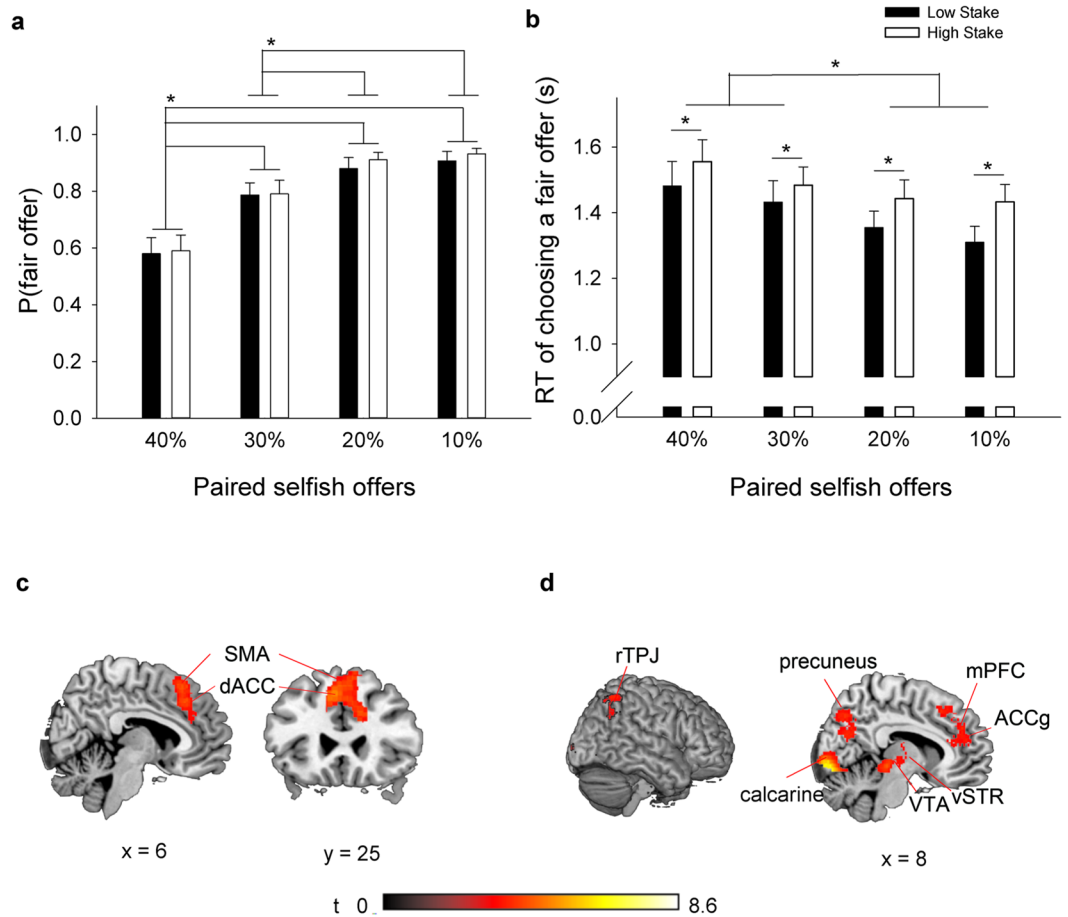 a
*
*
P(fair offer)
1.0
0.8
0.6
0.4
0.2
0.0
40% 30% 20% 10%
Paired selfish offers
b
Low Stake
High Stake
*
* * * *
RT of choosing a fair offer (s)
1.6
1.4
1.2
1.0
0.0
40% 30% 20% 10%
Paired selfish offers
c
SMA
dACC
x = 6 y = 25
d
rTPJ
precuneus
mPFC
ACCg
calcarine
VTA
vSTR
x = 8
t 0 8.6